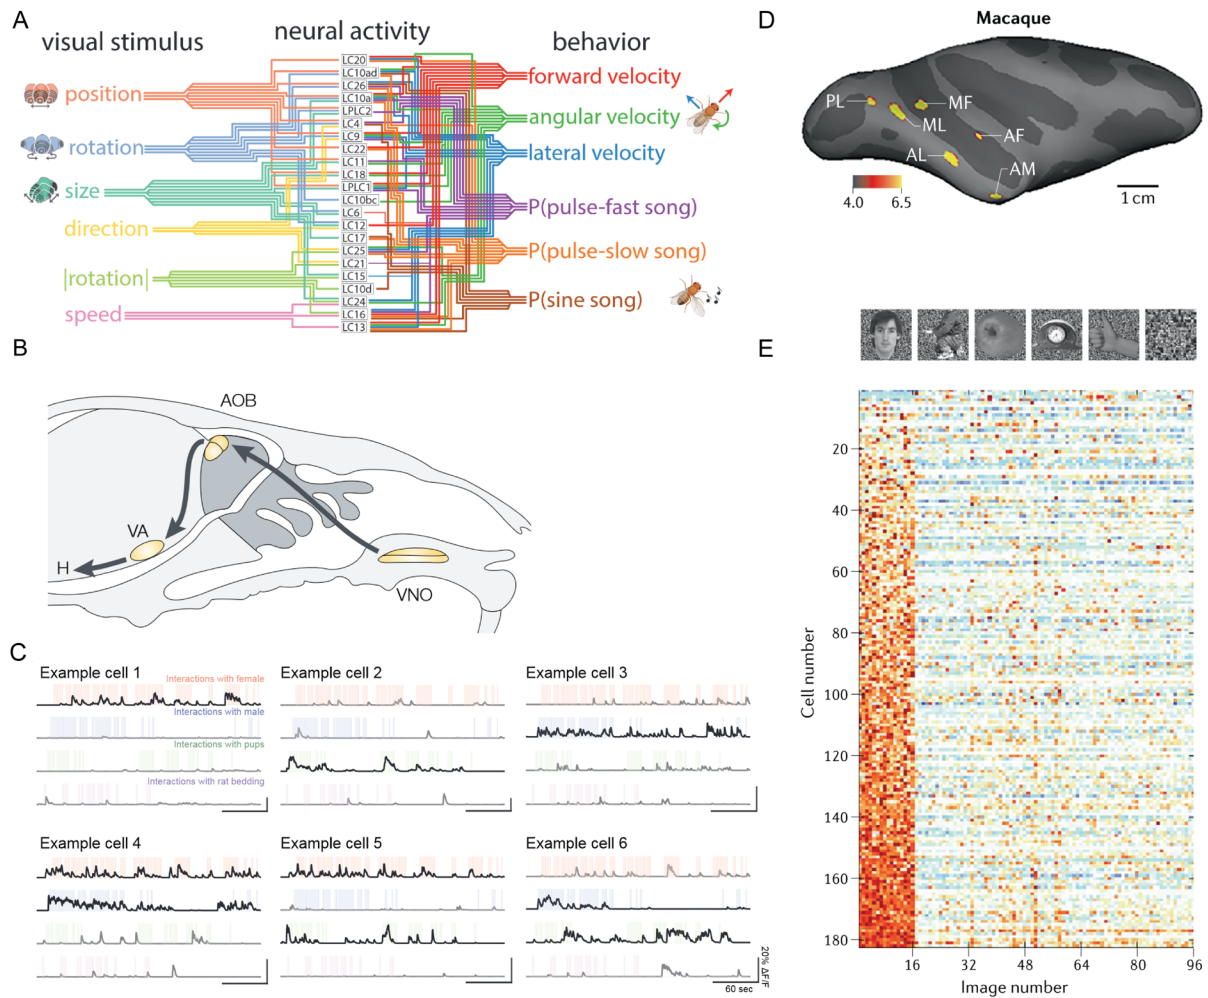 A
visual stimulus
neural activity
behavior
position
rotation
size
direction
|rotation|
speed
LC20
LC10ad
LC26
LC10a
LPLC2
LC4
LC9
LC22
LC11
LC18
LPLC1
LC10bc
LC6
LC12
LC17
LC25
LC21
LC15
LC10d
LC24
LC16
LC13
forward velocity
angular velocity
lateral velocity
P(pulse-fast song)
P(pulse-slow song)
P(sine song)
B
AOB
VA
H
VNO
C
Example cell 1
Interactions with female
Interactions with male
Interactions with pups
Interactions with rat bedding
Example cell 2
Example cell 3
Example cell 4
Example cell 5
Example cell 6
20% ΔF/F
60 sec
D
Macaque
PL
ML
MF
AF
AL
AM
4.0 6.5
1 cm
E
Cell number
20
40
60
80
100
120
140
160
180
16 32 48 64 80 96
Image number